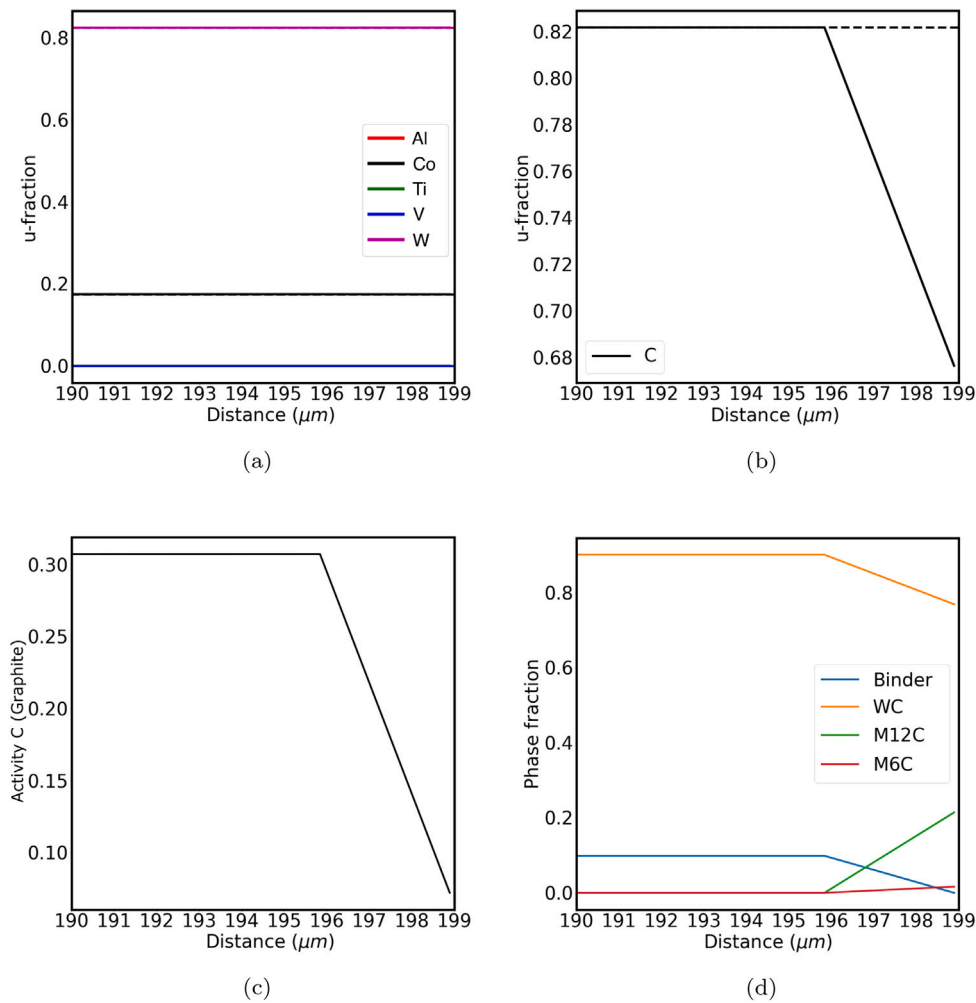 u-fraction
0.8
0.6
0.4
0.2
0.0
Al
Co
Ti
V
W
190 191 192 193 194 195 196 197 198 199
Distance (μm)
(a)
u-fraction
0.82
0.80
0.78
0.76
0.74
0.72
0.70
0.68
C
190 191 192 193 194 195 196 197 198 199
Distance (μm)
(b)
Activity C (Graphite)
0.30
0.25
0.20
0.15
0.10
190 191 192 193 194 195 196 197 198 199
Distance (μm)
(c)
Phase fraction
0.8
0.6
0.4
0.2
0.0
Binder
WC
M12C
M6C
190 191 192 193 194 195 196 197 198 199
Distance (μm)
(d)